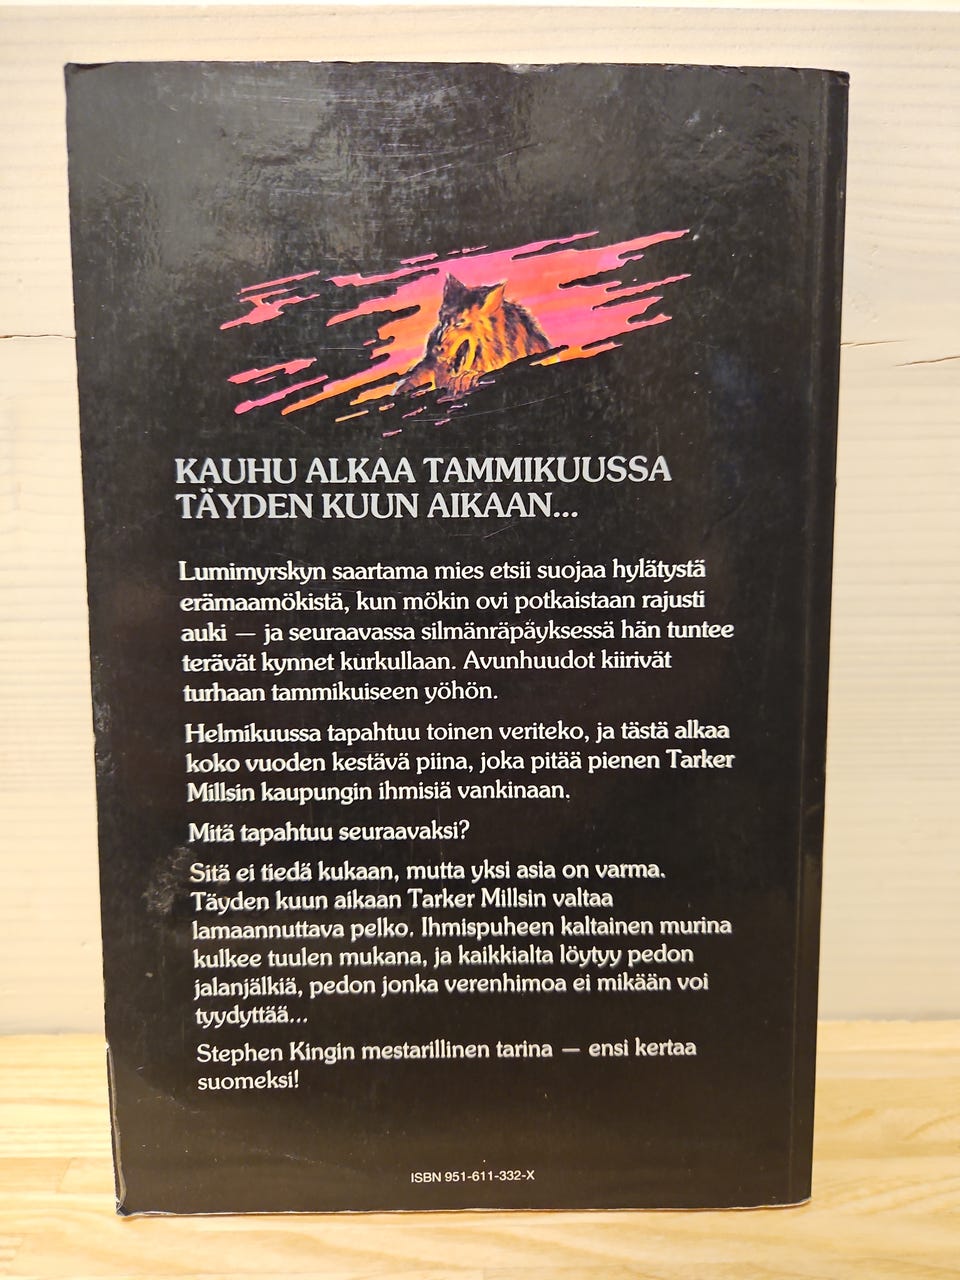 KAUHU ALKAA TAMMIKUUSSA
TÄYDEN KUUN AIKAAN...
Lumimyrskyn saartama mies etsii suojaa hylätystä
erämaamökistä, kun mökin ovi potkaistaan rajusti
auki — ja seuraavassa silmänräpäyksessä hän tuntee
terävät kynnet kurkullaan. Avunhuudot kiirivät
turhaan tammikuiseen yöhön.
Helmikuussa tapahtuu toinen veriteko, ja tästä alkaa
koko vuoden kestävä piina, joka pitää pienen Tarker
Millsin kaupungin ihmisiä vankinaan.
Mitä tapahtuu seuraavaksi?
Sitä ei tiedä kukaan, mutta yksi asia on varma.
Täyden kuun aikaan Tarker Millsin valtaa
lamaannuttava pelko. Ihmispuheen kaltainen murina
kulkee tuulen mukana, ja kaikkialta löytyy pedon
jalanjälkiä, pedon jonka verenhimoa ei mikään voi
tyydyttää...
Stephen Kingin mestarillinen tarina — ensi kertaa
suomeksi!
ISBN 951-611-332-X